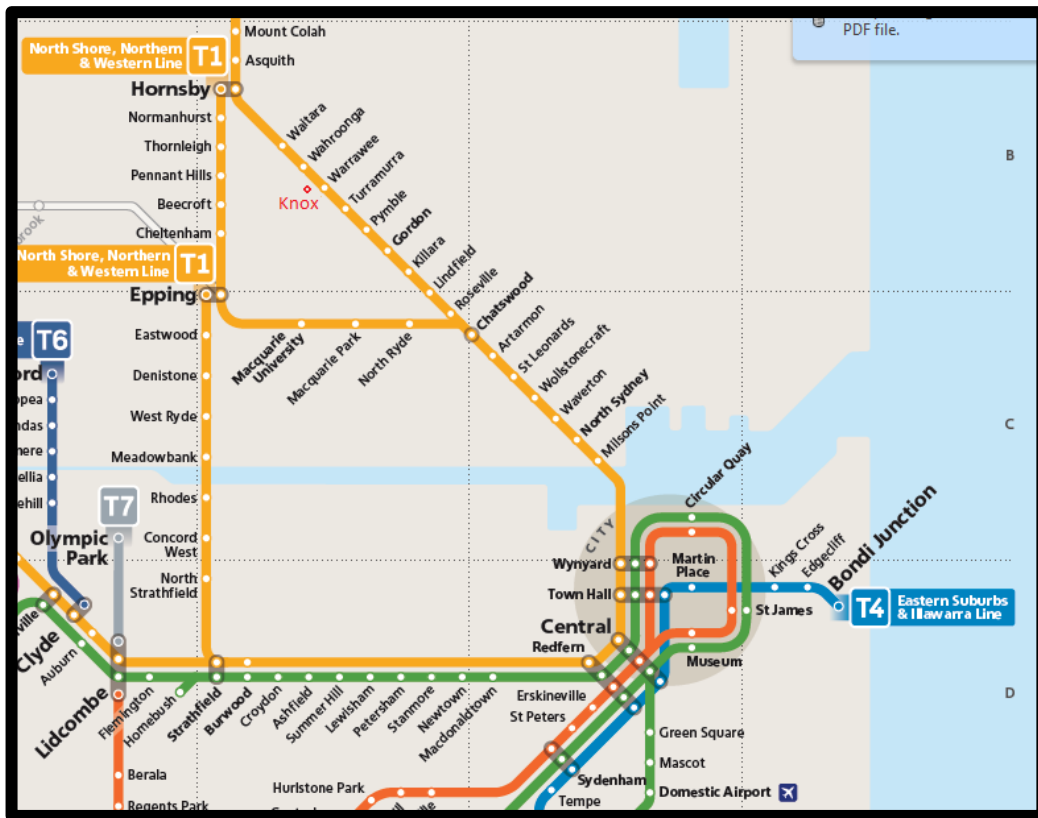 PDF file.
Mount Colah
North Shore, Northern
& Western Line
T1
Asquith
Hornsby
Normanhurst
Thornleigh
Pennant Hills
Beecroft
Cheltenham
Waitara
Wahroonga
Warrawee
Turramurra
Pymble
Gordon
Killara
Lindfield
Roseville
Chatswood
Knox
B
North Shore, Northern
& Western Line
T1
Epping
Eastwood
Denistone
West Ryde
Meadowbank
Rhodes
Concord
West
North
Strathfield
Macquarie
University
Macquarie Park
North Ryde
Artarmon
St Leonards
Wollstonecraft
Waverton
North Sydney
Milsons Point
C
T6
T7
Olympic
Park
CITY
Circular Quay
Wynyard
Town Hall
Martin
Place
Kings Cross
Edgecliff
Bondi Junction
T4
Eastern Suburbs
& Illawarra Line
St James
Central
Redfern
Museum
D
Clyde
Auburn
Lidcombe
Flemington
Homebush
Strathfield
Burwood
Croydon
Ashfield
Summer Hill
Lewisham
Petersham
Stanmore
Newtown
Macdonaldtown
Erskineville
St Peters
Green Square
Mascot
Domestic Airport
Sydenham
Tempe
Hurlstone Park
Berala
Regents Park